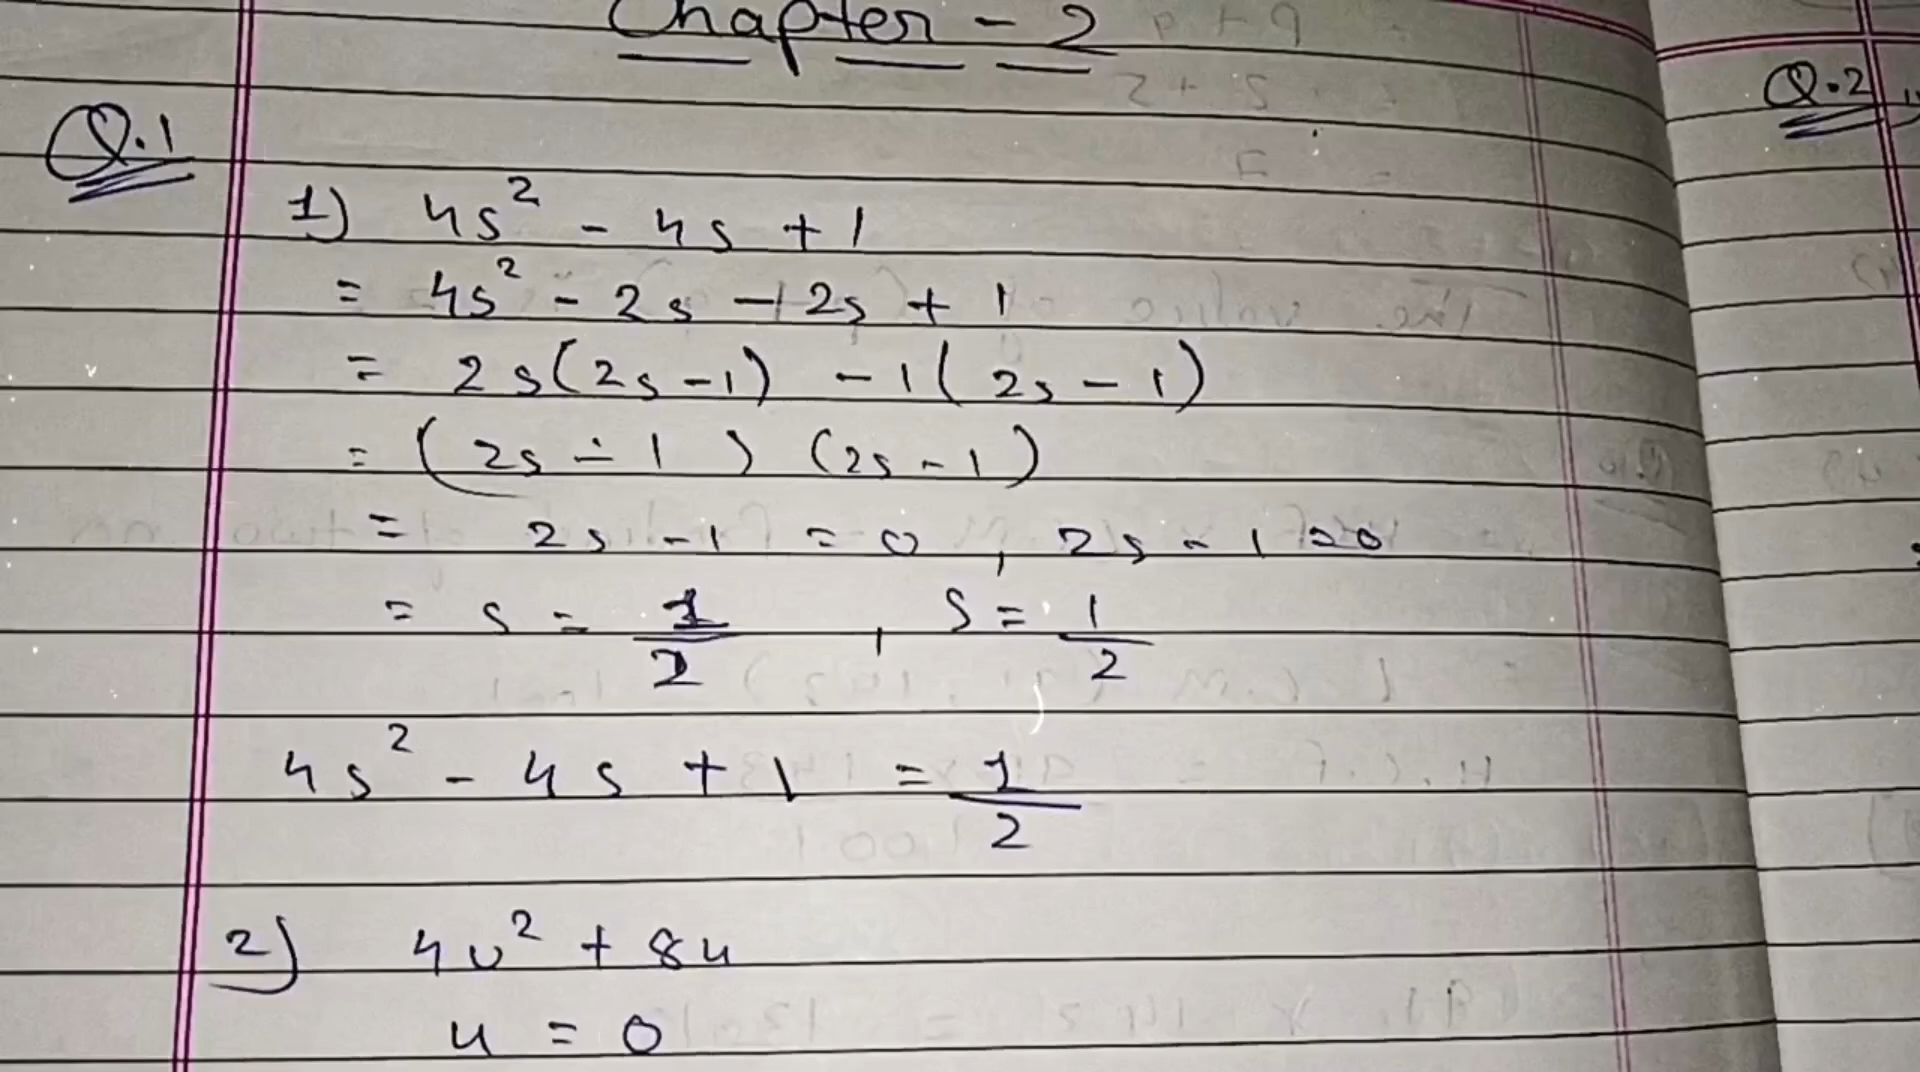 Chapter - 2
Q.1
1) 4s² - 4s + 1
= 4s² - 2s - 2s + 1
= 2s(2s-1) -1(2s-1)
= (2s-1) (2s-1)
= 2s-1 = 0 , 2s-1=0
= s = 1/2 , s = 1/2
4s² - 4s + 1 = 1/2
2) 4u² + 8u
u = 0
Q.2